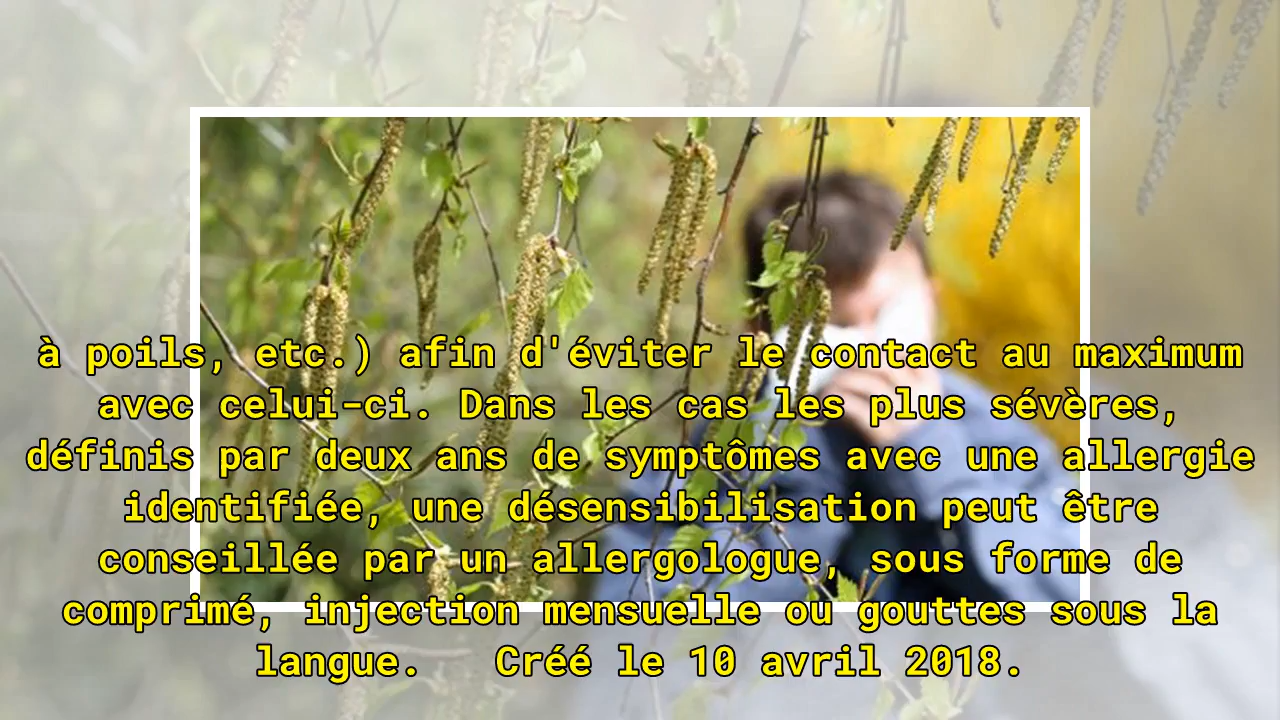 à poils, etc.) afin d'éviter le contact au maximum
avec celui-ci. Dans les cas les plus sévères,
définis par deux ans de symptômes avec une allergie
identifiée, une désensibilisation peut être
conseillée par un allergologue, sous forme de
comprimé, injection mensuelle ou gouttes sous la
langue.   Créé le 10 avril 2018.